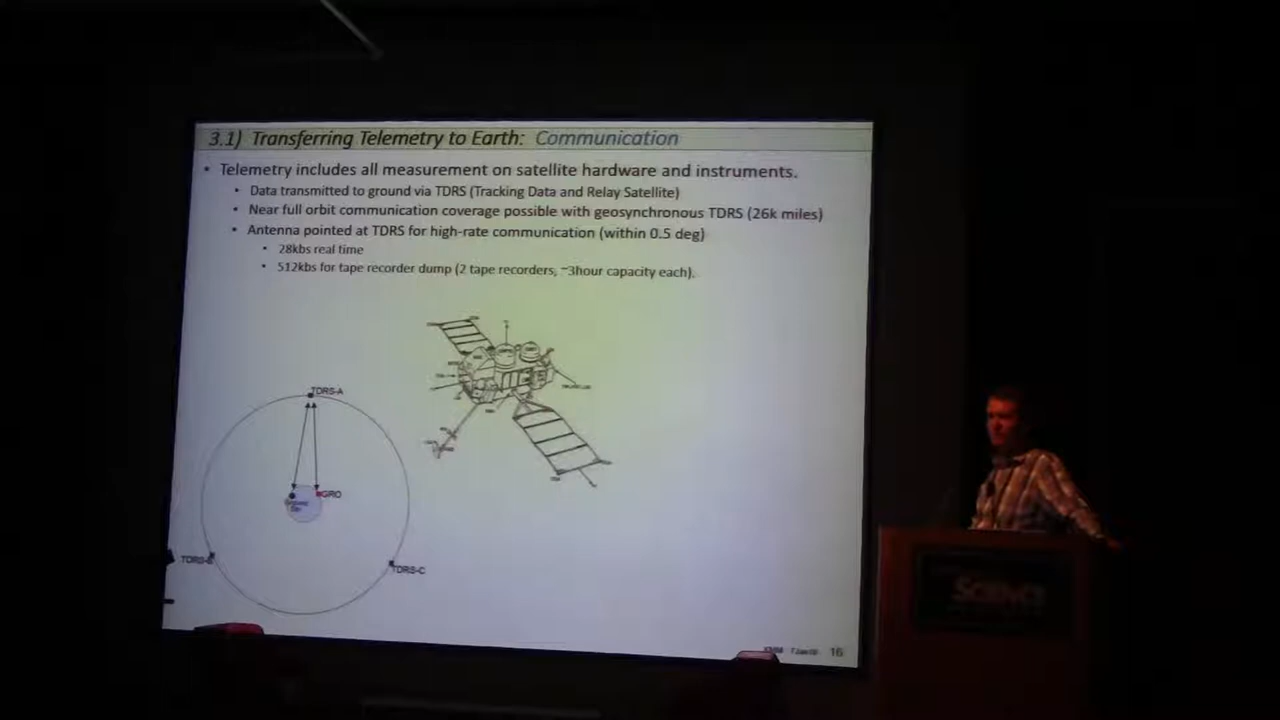 3.1) Transferring Telemetry to Earth: Communication
• Telemetry includes all measurement on satellite hardware and instruments.
• Data transmitted to ground via TDRS (Tracking Data and Relay Satellite)
• Near full orbit communication coverage possible with geosynchronous TDRS (26k miles)
• Antenna pointed at TDRS for high-rate communication (within 0.5 deg)
• 28kbs real time
• 512kbs for tape recorder dump (2 tape recorders, ~3hour capacity each).
TDRS-A
GRO
Ground
TDRS-B
TDRS-C
16
SCIENCE